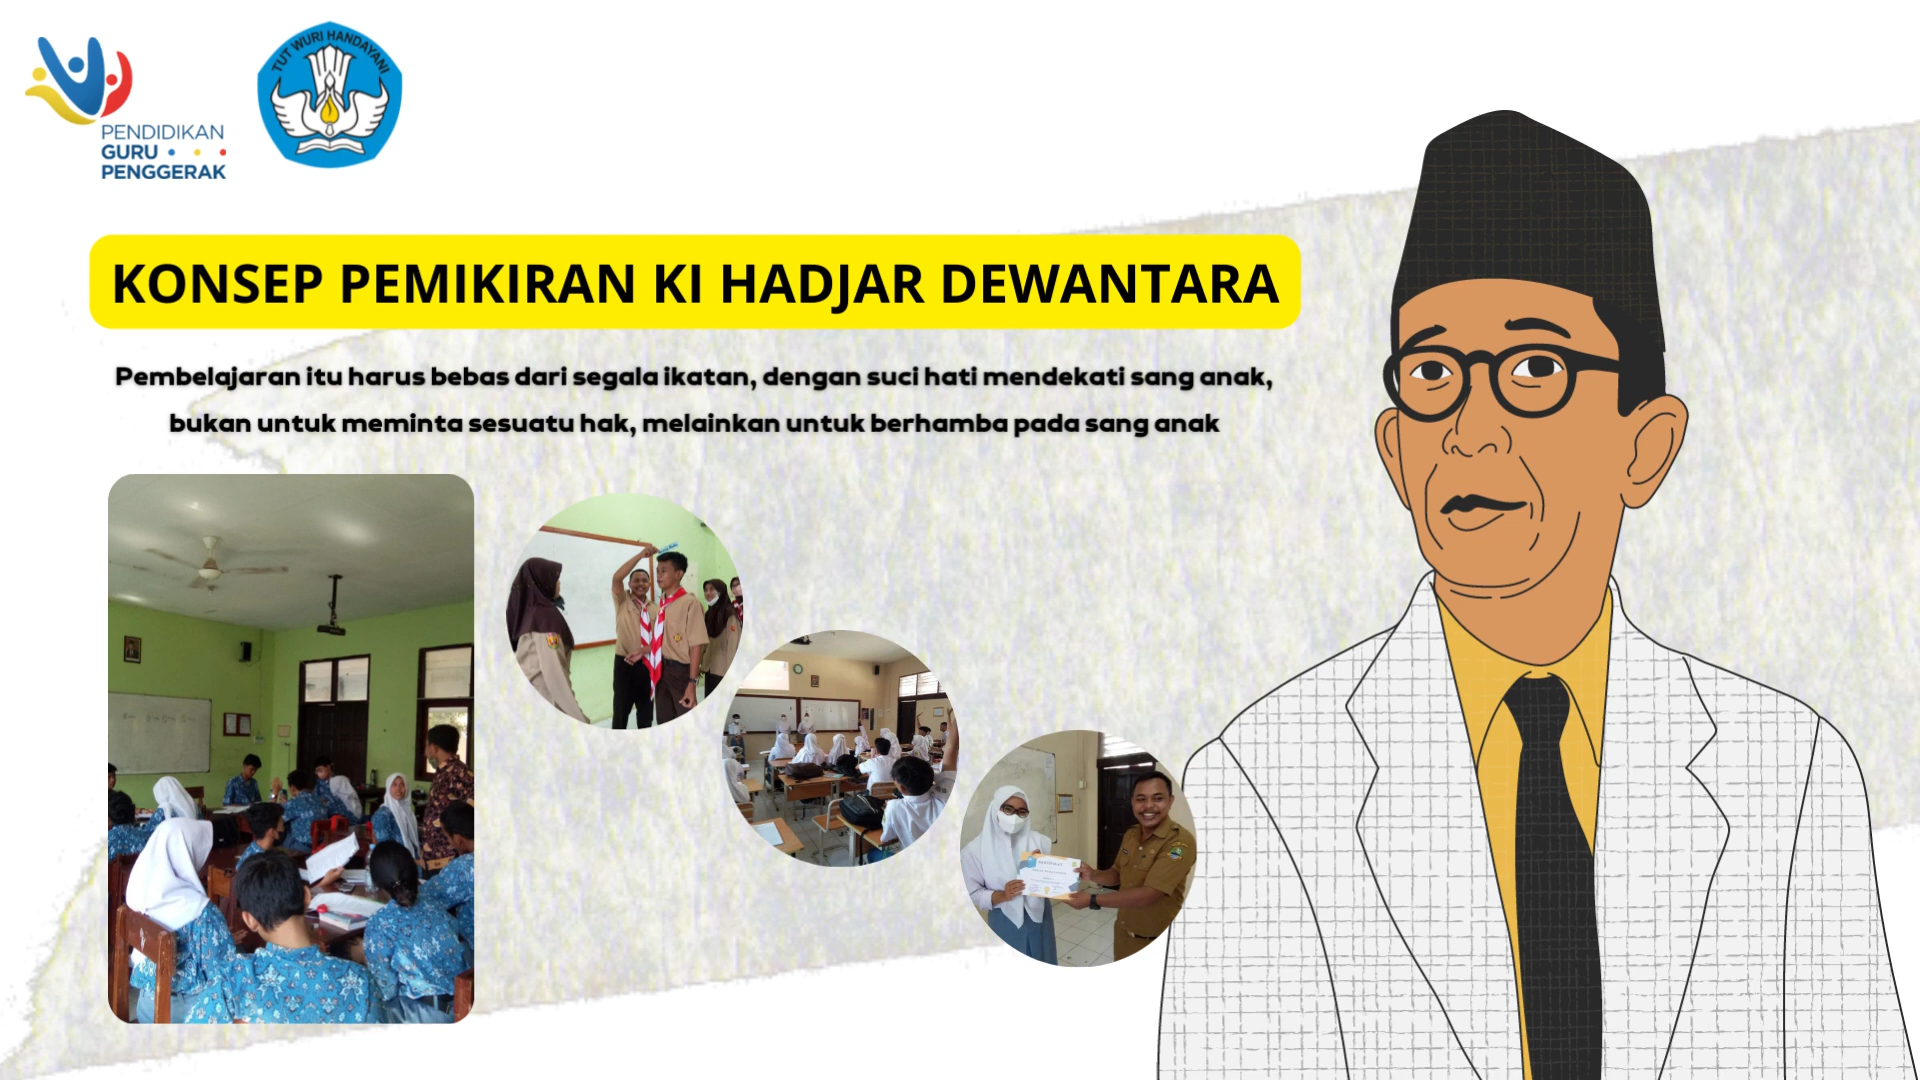 PENDIDIKAN
GURU
PENGGERAK
TUT WURI HANDAYANI
KONSEP PEMIKIRAN KI HADJAR DEWANTARA
Pembelajaran itu harus bebas dari segala ikatan, dengan suci hati mendekati sang anak,
bukan untuk meminta sesuatu hak, melainkan untuk berhamba pada sang anak